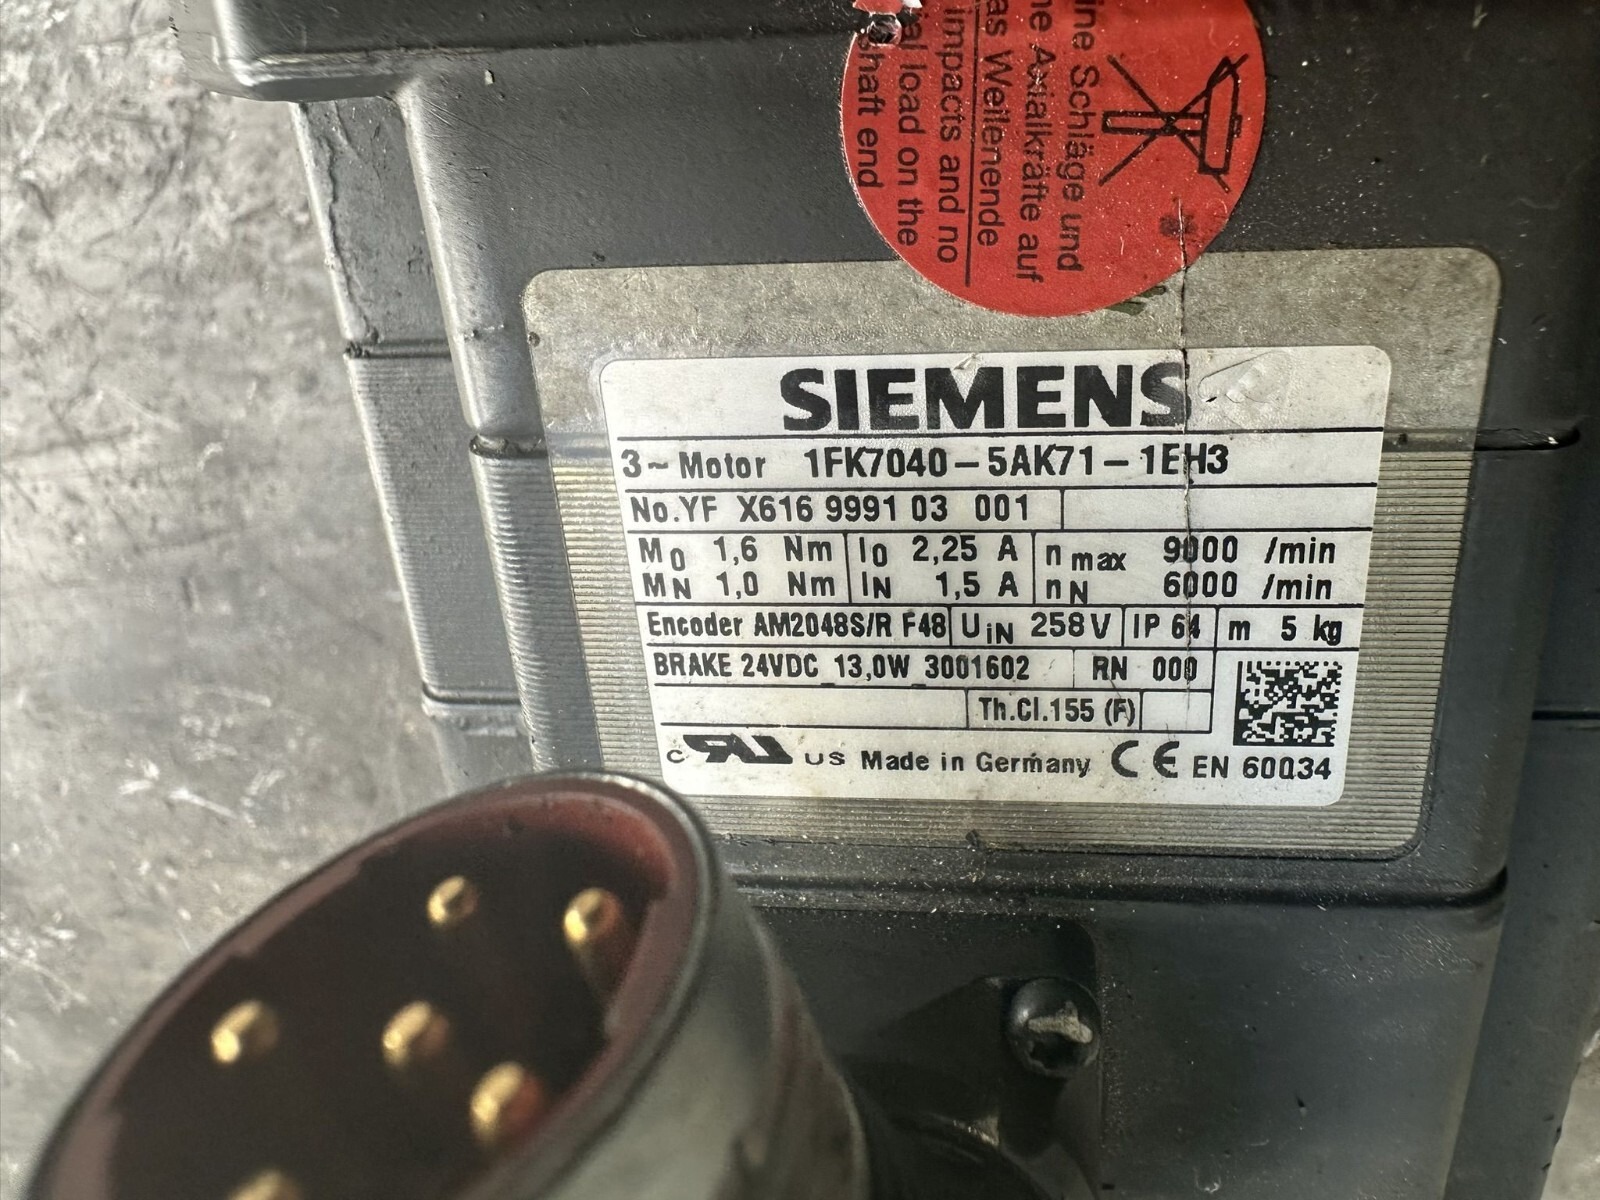 ine Schläge und
ne Axialkräfte auf
as Wellenende
impacts and no
al load on the
shaft end
SIEMENS
3~Motor 1FK7040-5AK71-1EH3
No.YF X616 9991 03 001
M0 1,6 Nm I0 2,25 A nmax 9000 /min
MN 1,0 Nm IN 1,5 A nN 6000 /min
Encoder AM2048S/R F48 UiN 258V IP 64 m 5 kg
BRAKE 24VDC 13,0W 3001602 RN 000
Th.Cl.155 (F)
c RU US Made in Germany CE EN 60034